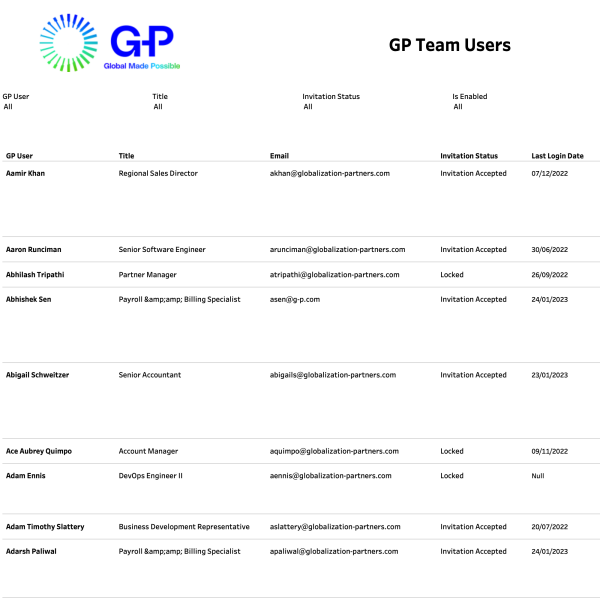 G-P
Global Made Possible
GP Team Users
GP User Title Invitation Status Is Enabled
All All All All
GP User Title Email Invitation Status Last Login Date
Aamir Khan Regional Sales Director akhan@globalization-partners.com Invitation Accepted 07/12/2022
Aaron Runciman Senior Software Engineer arunciman@globalization-partners.com Invitation Accepted 30/06/2022
Abhilash Tripathi Partner Manager atripathi@globalization-partners.com Locked 26/09/2022
Abhishek Sen Payroll &amp;amp; Billing Specialist asen@g-p.com Invitation Accepted 24/01/2023
Abigail Schweitzer Senior Accountant abigails@globalization-partners.com Invitation Accepted 23/01/2023
Ace Aubrey Quimpo Account Manager aquimpo@globalization-partners.com Locked 09/11/2022
Adam Ennis DevOps Engineer II aennis@globalization-partners.com Locked Null
Adam Timothy Slattery Business Development Representative aslattery@globalization-partners.com Invitation Accepted 20/07/2022
Adarsh Paliwal Payroll &amp;amp; Billing Specialist apaliwal@globalization-partners.com Invitation Accepted 24/01/2023